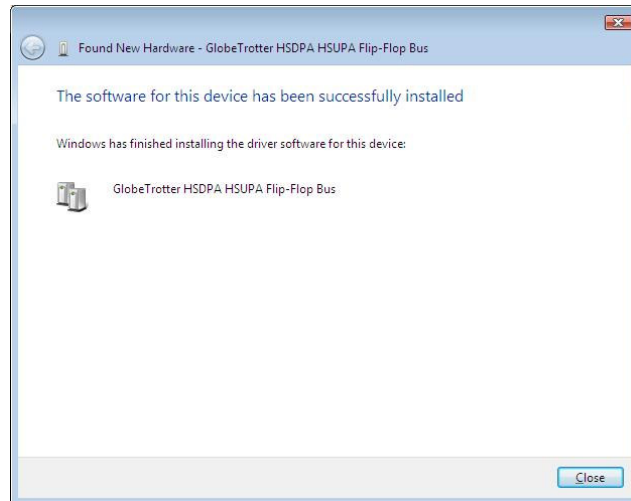 Found New Hardware - GlobeTrotter HSDPA HSUPA Flip-Flop Bus
The software for this device has been successfully installed
Windows has finished installing the driver software for this device:
GlobeTrotter HSDPA HSUPA Flip-Flop Bus
Close